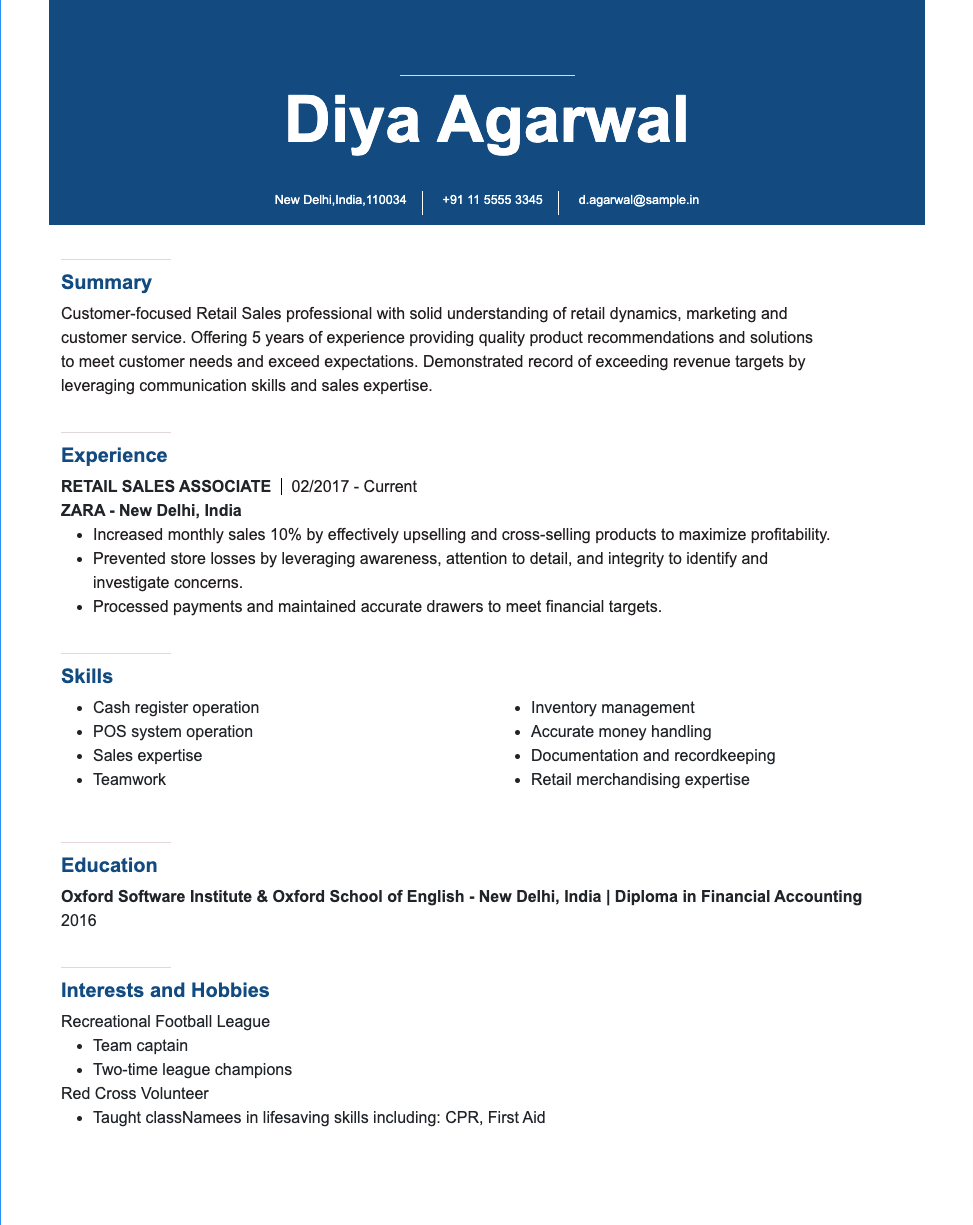 Diya Agarwal
New Delhi,India,110034 | +91 11 5555 3345 | d.agarwal@sample.in
Summary
Customer-focused Retail Sales professional with solid understanding of retail dynamics, marketing and
customer service. Offering 5 years of experience providing quality product recommendations and solutions
to meet customer needs and exceed expectations. Demonstrated record of exceeding revenue targets by
leveraging communication skills and sales expertise.
Experience
RETAIL SALES ASSOCIATE | 02/2017 - Current
ZARA - New Delhi, India
• Increased monthly sales 10% by effectively upselling and cross-selling products to maximize profitability.
• Prevented store losses by leveraging awareness, attention to detail, and integrity to identify and
investigate concerns.
• Processed payments and maintained accurate drawers to meet financial targets.
Skills
• Cash register operation
• POS system operation
• Sales expertise
• Teamwork
• Inventory management
• Accurate money handling
• Documentation and recordkeeping
• Retail merchandising expertise
Education
Oxford Software Institute & Oxford School of English - New Delhi, India | Diploma in Financial Accounting
2016
Interests and Hobbies
Recreational Football League
• Team captain
• Two-time league champions
Red Cross Volunteer
• Taught classNamees in lifesaving skills including: CPR, First Aid